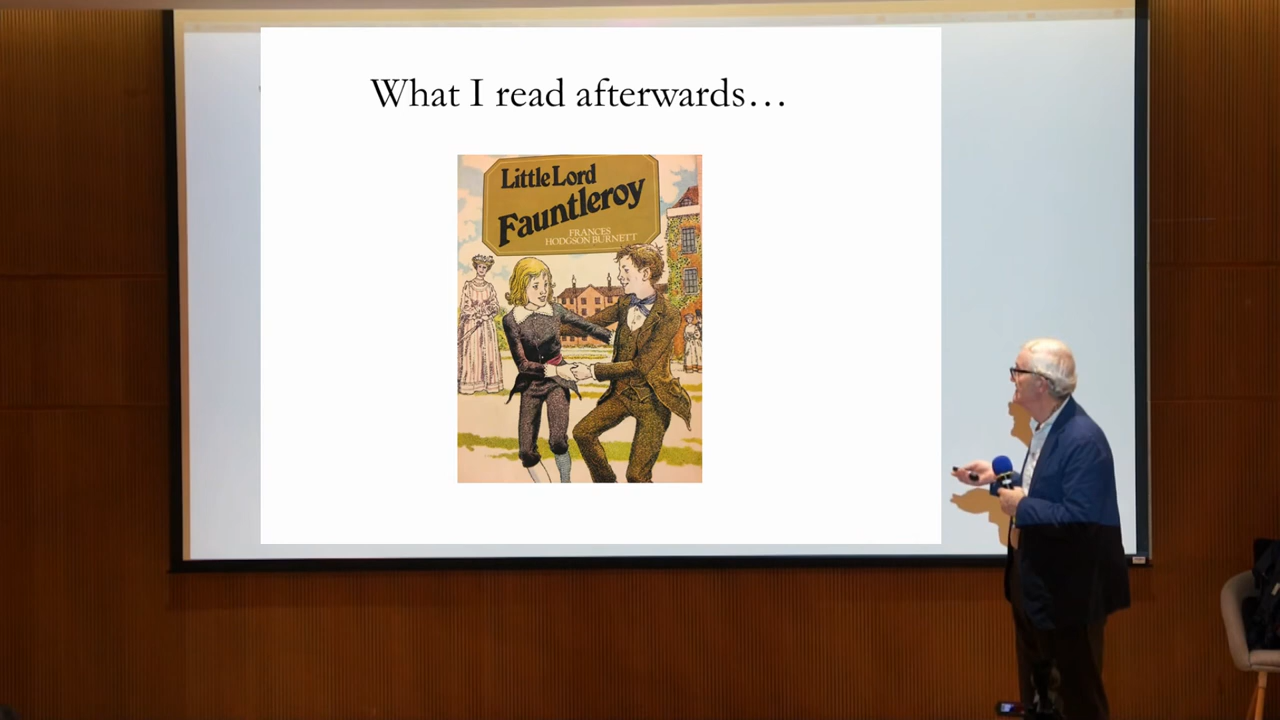 What I read afterwards…
Little Lord
Fauntleroy
FRANCES
HODGSON BURNETT